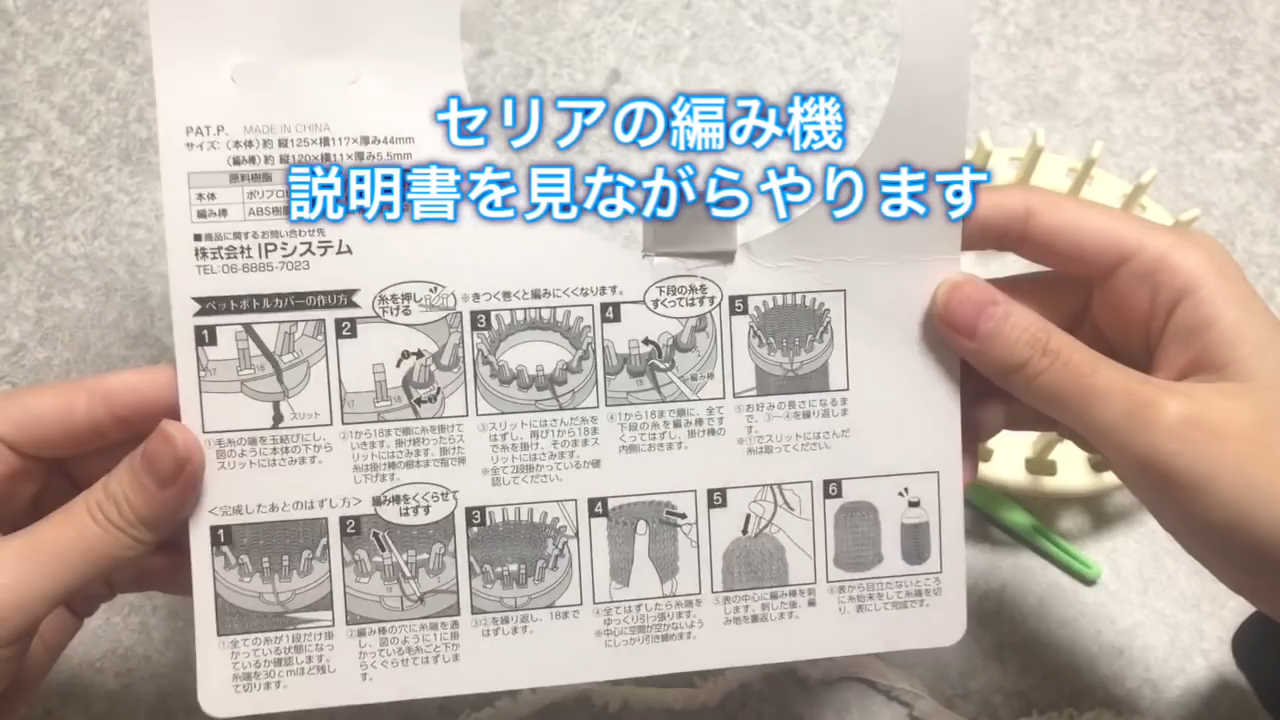 セリアの編み機
説明書を見ながらやります
PAT.P. MADE IN CHINA
サイズ:〈本体〉約 縦125×横117×厚み44mm
〈編み棒〉約 縦120×横11×厚み5.5mm
原料樹脂
本体 ポリプロピ
編み棒 ABS樹脂
■商品に関するお問い合わせ先
株式会社 IPシステム
TEL:06-6885-7023
ペットボトルカバーの作り方
糸を押し
下げる
※きつく巻くと編みにくくなります。
下段の糸を
すくってはずす
1
17
18
スリット
2
17
18
3
4
18
編み棒
5
①毛糸の端を玉結びにし、
図のように本体の下から
スリットにはさみます。
②1から18まで順に糸を掛けて
いきます。掛け終わったらス
リットにはさみます。掛けた
糸は掛け棒の根本まで指で押
し下げます。
③スリットにはさんだ糸を
はずし、再び1から18ま
で糸を掛け、そのままス
リットにはさみます。
※全て2段掛かっているか確
認してください。
④1から18まで順に、全て
下段の糸を編み棒です
くってはずし、掛け棒の
内側におきます。
⑤お好みの長さになるま
で、③~④を繰り返しま
す。
※①でスリットにはさんだ
糸は取ってください。
<完成したあとのはずし方>
編み棒をくぐらせて
はずす
1
2
18
3
4
5
6
①全ての糸が1段だけ掛
かっている状態になっ
ているか確認します。
糸端を30cmほど残し
て切ります。
②編み棒の穴に糸端を通
し、図のように1に掛
かっている毛糸ごと下か
らくぐらせてはずしま
す。
③②を繰り返し、18まで
はずします。
④全てはずしたら糸端を
ゆっくり引っ張ります。
※中心に空間が空かないよう
にしっかり引き締めます。
⑤表の中心に編み棒を刺
します。刺した後、編
み地を裏返します。
⑥表から目立たないところ
に糸始末をして糸端を切
り、表にして完成です。